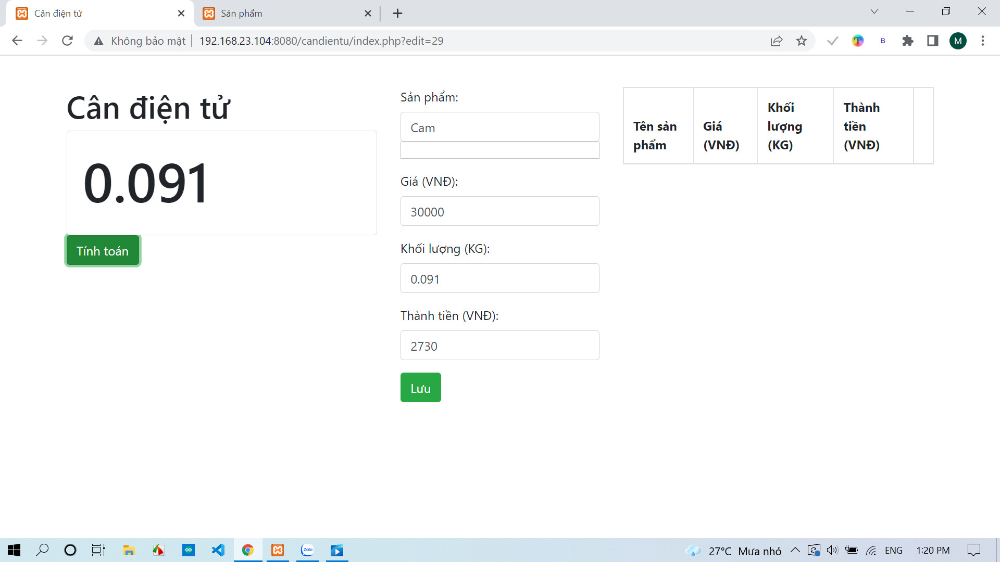 Cân điện tử
Sản phẩm
Không bảo mật
192.168.23.104:8080/candientu/index.php?edit=29
T
B
M
Cân điện tử
0.091
Tính toán
Sản phẩm:
Cam
Giá (VNĐ):
30000
Khối lượng (KG):
0.091
Thành tiền (VNĐ):
2730
Lưu
Tên sản
phẩm
Giá
(VNĐ)
Khối
lượng
(KG)
Thành
tiền
(VNĐ)
Zalo
27°C Mưa nhỏ
ENG
1:20 PM